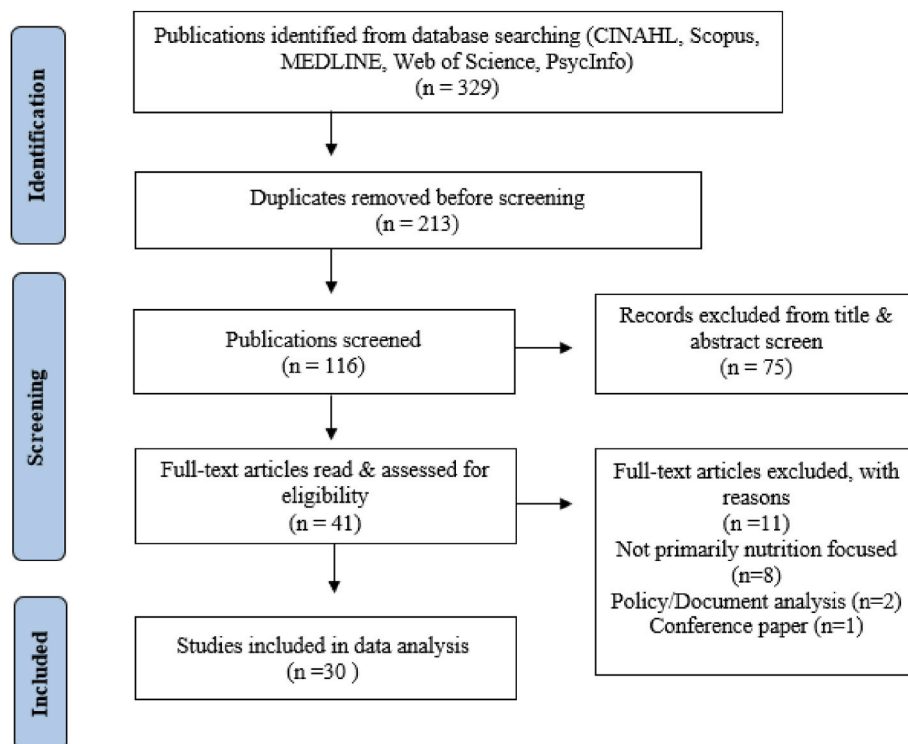 Identification
Publications identified from database searching (CINAHL, Scopus,
MEDLINE, Web of Science, PsycInfo)
(n = 329)
Duplicates removed before screening
(n = 213)
Screening
Publications screened
(n = 116)
Records excluded from title &
abstract screen
(n = 75)
Full-text articles read & assessed for
eligibility
(n = 41)
Full-text articles excluded, with
reasons
(n =11)
Not primarily nutrition focused
(n=8)
Policy/Document analysis (n=2)
Conference paper (n=1)
Included
Studies included in data analysis
(n =30 )